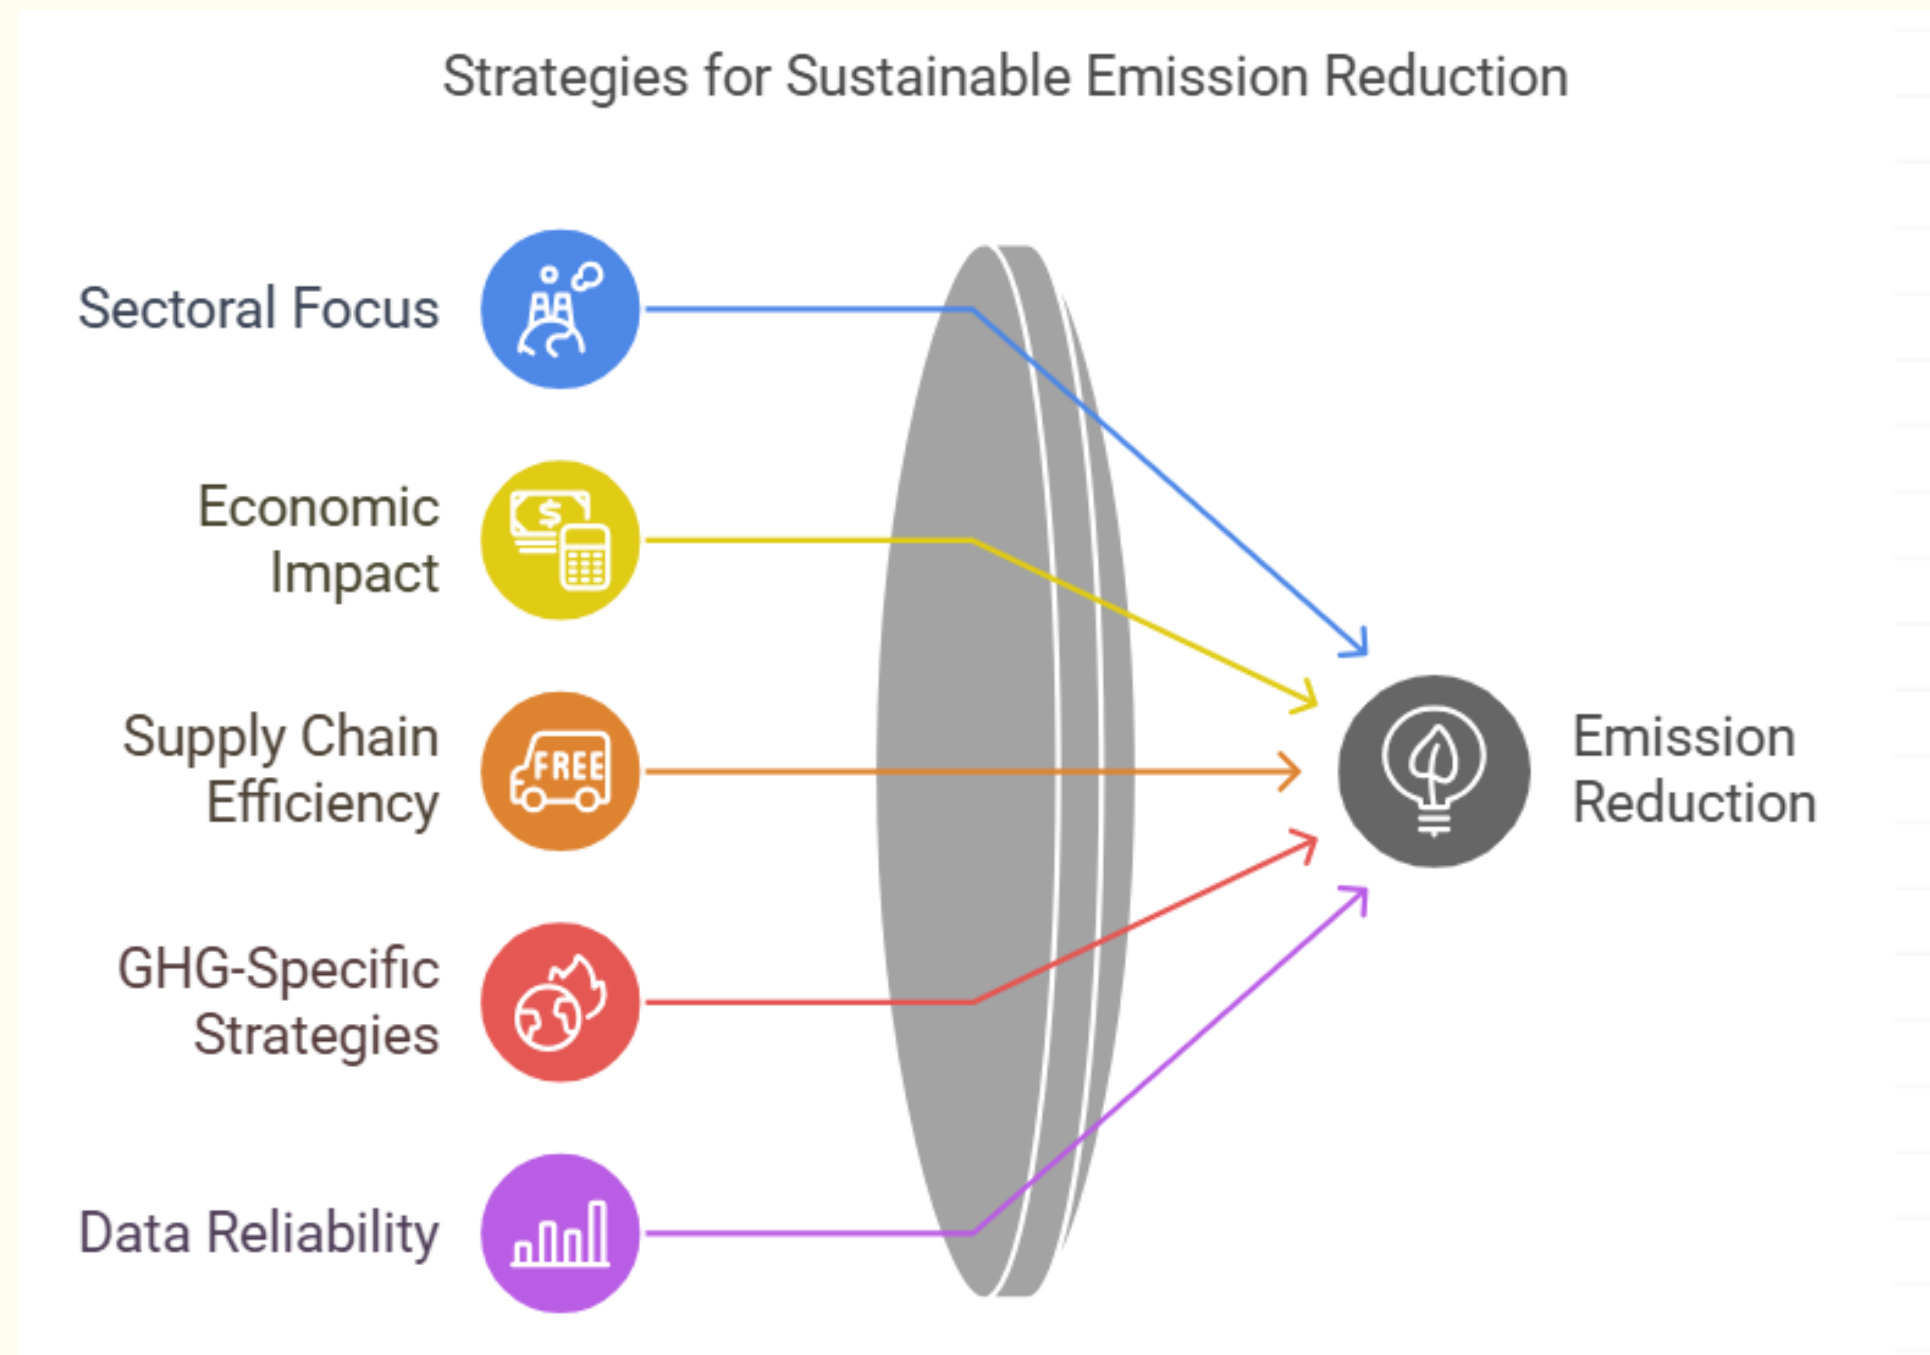 Strategies for Sustainable Emission Reduction
Sectoral Focus
Economic
Impact
$
Supply Chain
Efficiency
FREE
Emission
Reduction
GHG-Specific
Strategies
Data Reliability